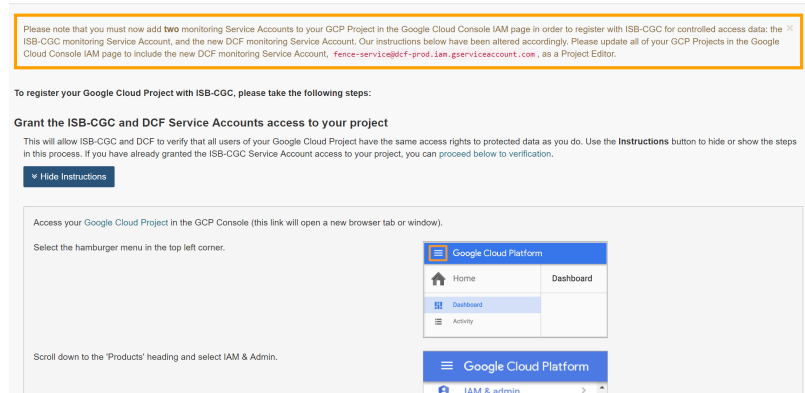 Please note that you must now add two monitoring Service Accounts to your GCP Project in the Google Cloud Console IAM page in order to register with ISB-CGC for controlled access data: the ×
ISB-CGC monitoring Service Account, and the new DCF monitoring Service Account. Our instructions below have been altered accordingly. Please update all of your GCP Projects in the Google
Cloud Console IAM page to include the new DCF monitoring Service Account, fence-service@dcf-prod.iam.gserviceaccount.com , as a Project Editor.
To register your Google Cloud Project with ISB-CGC, please take the following steps:
Grant the ISB-CGC and DCF Service Accounts access to your project
This will allow ISB-CGC and DCF to verify that all users of your Google Cloud Project have the same access rights to protected data as you do. Use the Instructions button to hide or show the steps
in this process. If you have already granted the ISB-CGC Service Account access to your project, you can proceed below to verification.
Hide Instructions
Access your Google Cloud Project in the GCP Console (this link will open a new browser tab or window).
Select the hamburger menu in the top left corner.
Google Cloud Platform
Home Dashboard
Dashboard
Activity
Scroll down to the 'Products' heading and select IAM & Admin.
Google Cloud Platform
IAM & admin